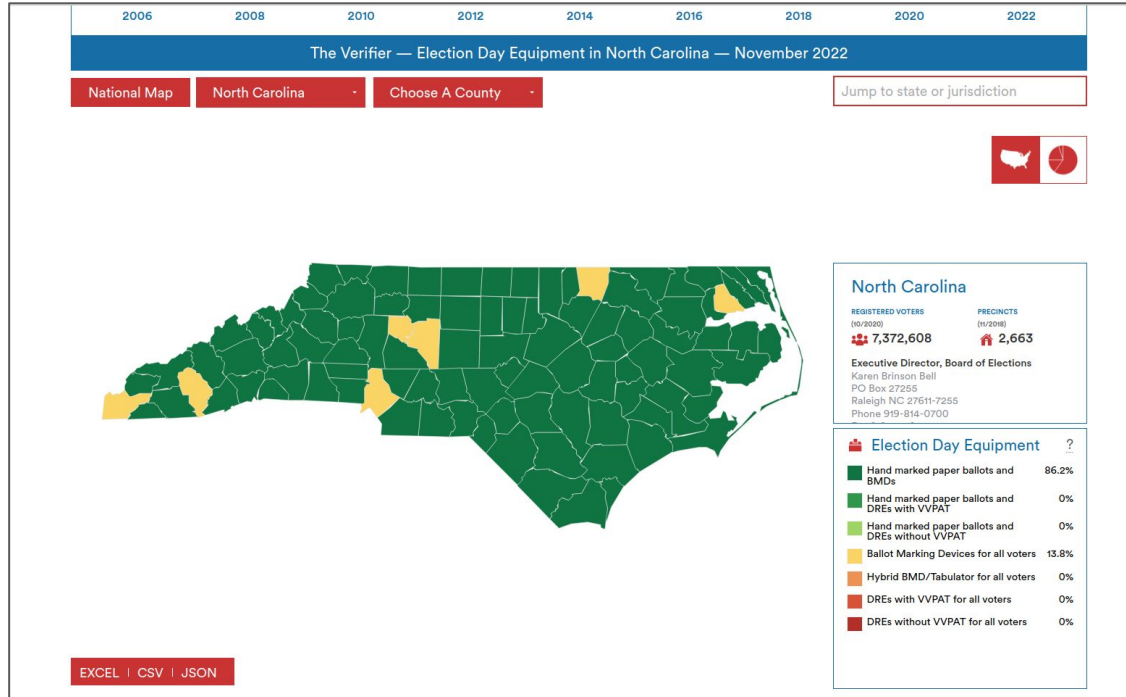 2006 2008 2010 2012 2014 2016 2018 2020 2022
The Verifier — Election Day Equipment in North Carolina — November 2022
National Map North Carolina Choose A County Jump to state or jurisdiction
North Carolina
REGISTERED VOTERS PRECINCTS
(10/2020) (11/2018)
7,372,608 2,663
Executive Director, Board of Elections
Karen Brinson Bell
PO Box 27255
Raleigh NC 27611-7255
Phone 919-814-0700
Election Day Equipment ?
Hand marked paper ballots and 86.2%
BMDs
Hand marked paper ballots and 0%
DREs with VVPAT
Hand marked paper ballots and 0%
DREs without VVPAT
Ballot Marking Devices for all voters 13.8%
Hybrid BMD/Tabulator for all voters 0%
DREs with VVPAT for all voters 0%
DREs without VVPAT for all voters 0%
EXCEL | CSV | JSON